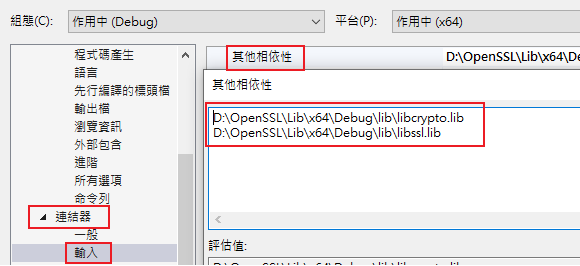 組態(C): 作用中 (Debug) 平台(P): 作用中 (x64)
程式碼產生
語言
先行編譯的標頭檔
輸出檔
瀏覽資訊
外部包含
進階
所有選項
命令列
連結器
一般
輸入
其他相依性 D:\OpenSSL\Lib\x64\De
其他相依性
D:\OpenSSL\Lib\x64\Debug\lib\libcrypto.lib
D:\OpenSSL\Lib\x64\Debug\lib\libssl.lib
評估值: